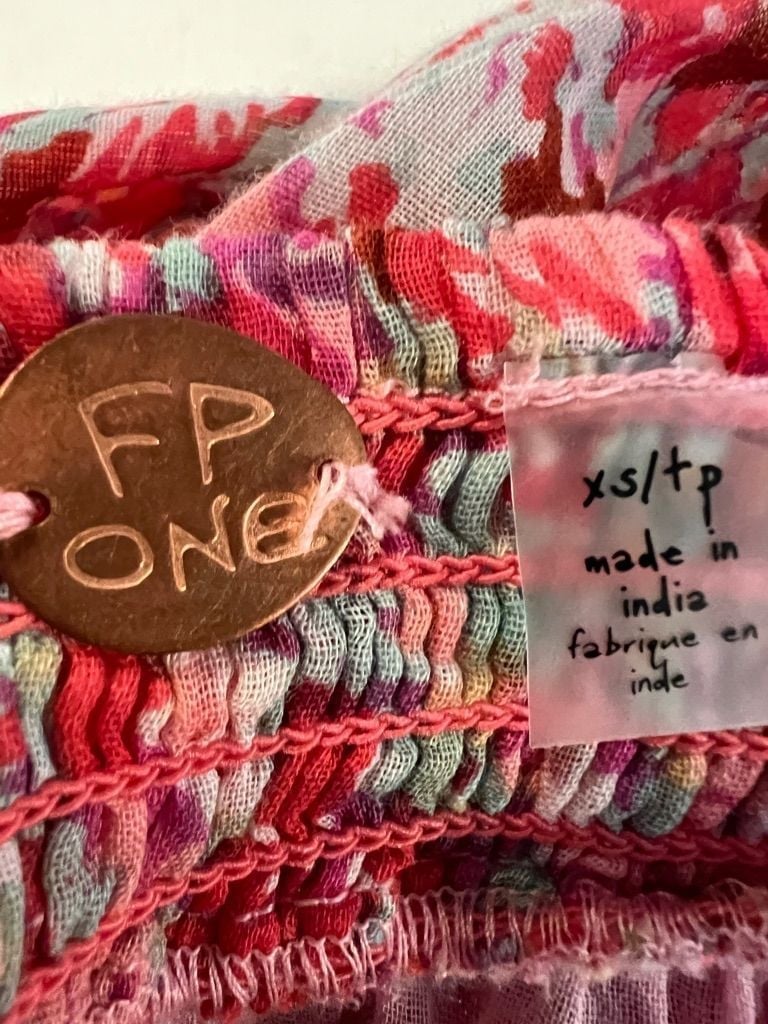 FP
ONE
xs/tp
made in
india
fabrique en
inde